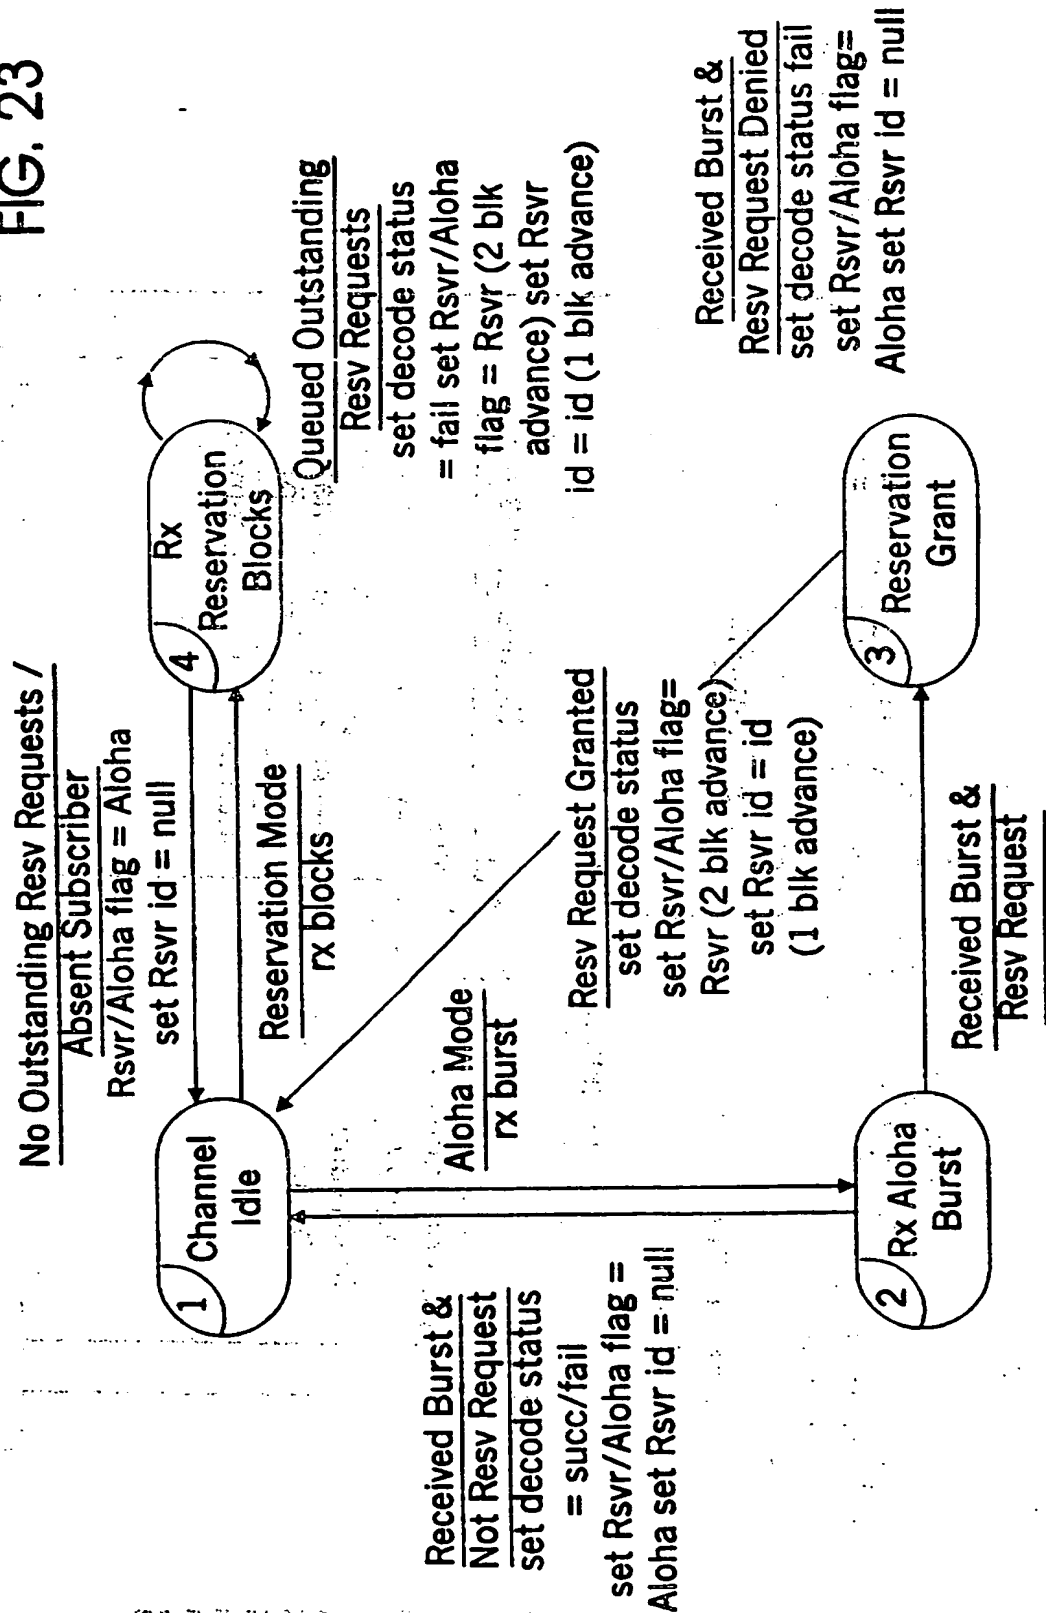 FIG. 23
No Outstanding Resv Requests /
Absent Subscriber
Rsvr/Aloha flag = Aloha
set Rsvr id = null
1
Channel
Idle
4
Rx
Reservation
Blocks
Reservation Mode
rx blocks
Queued Outstanding
Resv Requests
set decode status
= fail set Rsvr/Aloha
flag = Rsvr (2 blk
advance) set Rsvr
id = id (1 blk advance)
Received Burst &
Not Resv Request
set decode status
= succ/fail
set Rsvr/Aloha flag =
Aloha set Rsvr id = null
Aloha Mode
rx burst
Resv Request Granted
set decode status
set Rsvr/Aloha flag=
Rsvr (2 blk advance)
set Rsvr id = id
(1 blk advance)
Received Burst &
Resv Request Denied
set decode status fail
set Rsvr/Aloha flag=
Aloha set Rsvr id = null
2
Rx Aloha
Burst
3
Reservation
Grant
Received Burst &
Resv Request